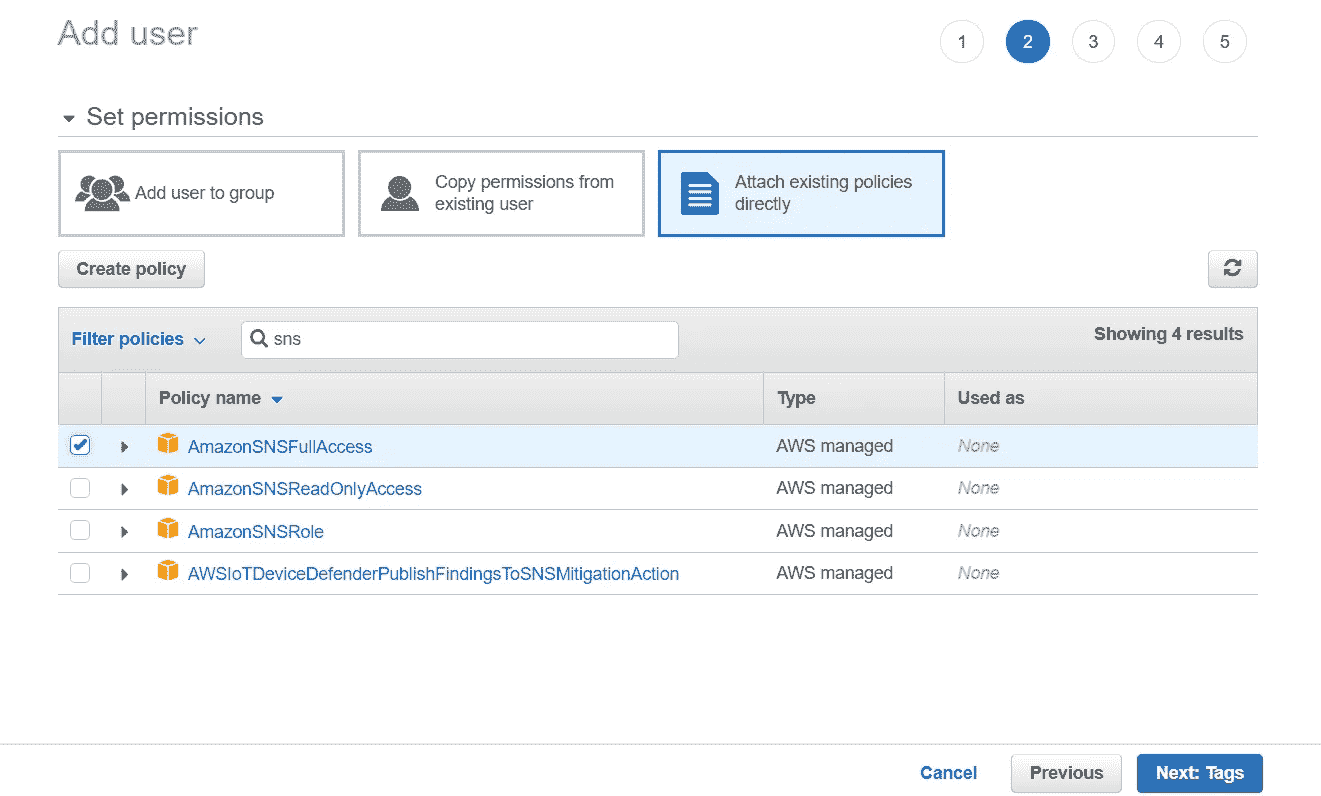 Add user
1 2 3 4 5
Set permissions
Add user to group
Copy permissions from
existing user
Attach existing policies
directly
Create policy
Filter policies
sns
Showing 4 results
Policy name Type Used as
AmazonSNSFullAccess AWS managed None
AmazonSNSReadOnlyAccess AWS managed None
AmazonSNSRole AWS managed None
AWSIoTDeviceDefenderPublishFindingsToSNSMitigationAction AWS managed None
Cancel Previous Next: Tags